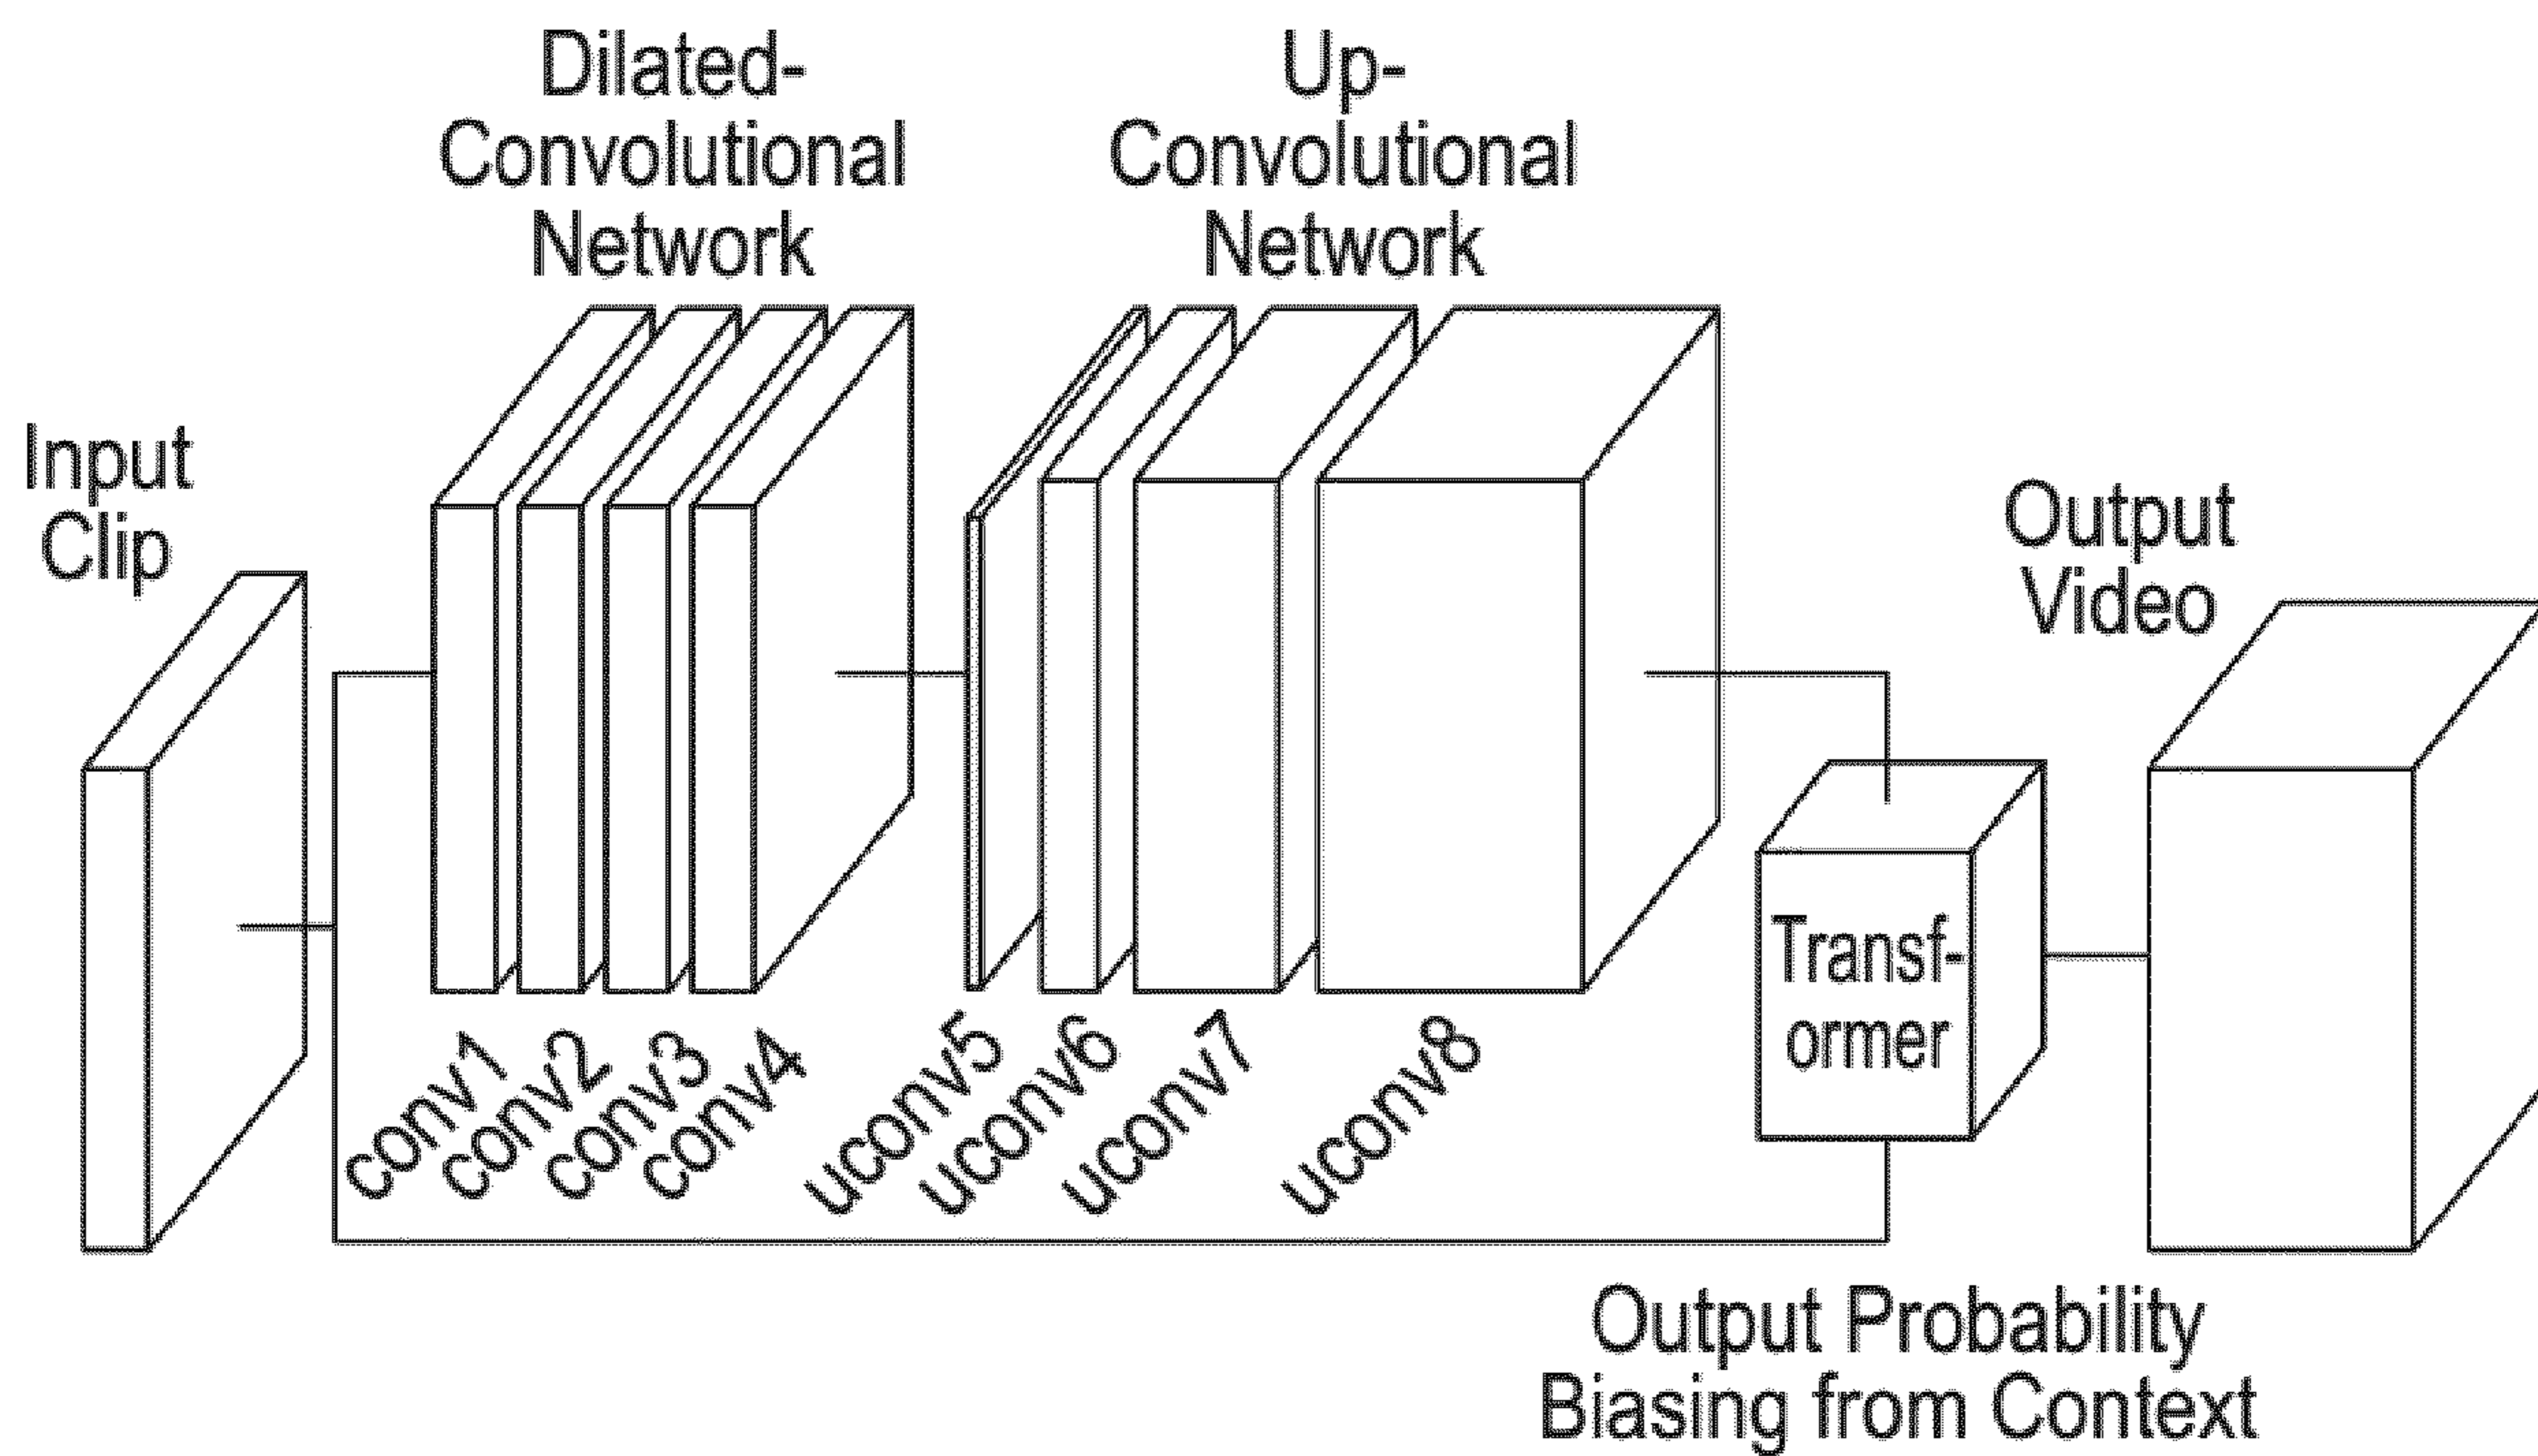 Dilated-
Convolutional
Network
Up-
Convolutional
Network
Input
Clip
Output
Video
Transf-
ormer
conv1
conv2
conv3
conv4
uconv5
uconv6
uconv7
uconv8
Output Probability
Biasing from Context